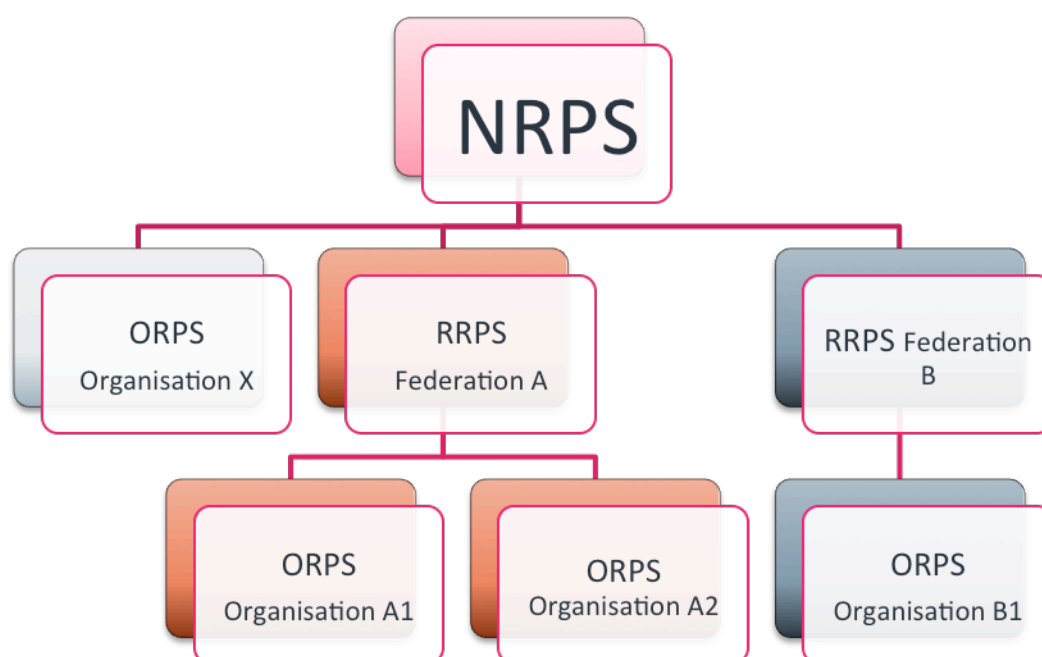 NRPS
ORPS
Organisation X
RRPS
Federation A
RRPS Federation
B
ORPS
Organisation A1
ORPS
Organisation A2
ORPS
Organisation B1